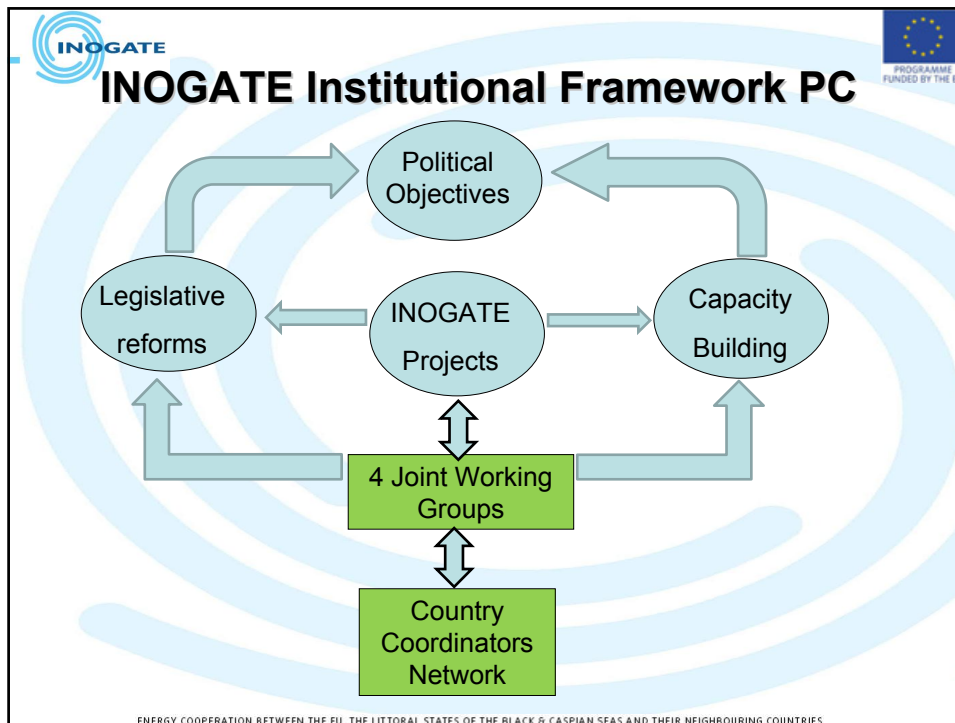 INOGATE
PROGRAMME
FUNDED BY THE
INOGATE Institutional Framework PC
Political
Objectives
Legislative
reforms
INOGATE
Projects
Capacity
Building
4 Joint Working
Groups
Country
Coordinators
Network
ENERGY COOPERATION BETWEEN THE EU, THE LITTORAL STATES OF THE BLACK & CASPIAN SEAS AND THEIR NEIGHBOURING COUNTRIES